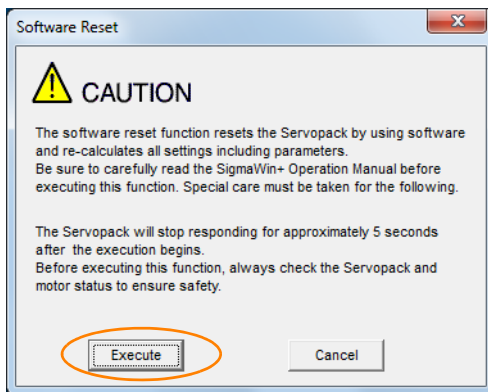 Software Reset
CAUTION
The software reset function resets the Servopack by using software
and re-calculates all settings including parameters.
Be sure to carefully read the SigmaWin+ Operation Manual before
executing this function. Special care must be taken for the following.
The Servopack will stop responding for approximately 5 seconds
after the execution begins.
Before executing this function, always check the Servopack and
motor status to ensure safety.
Execute
Cancel